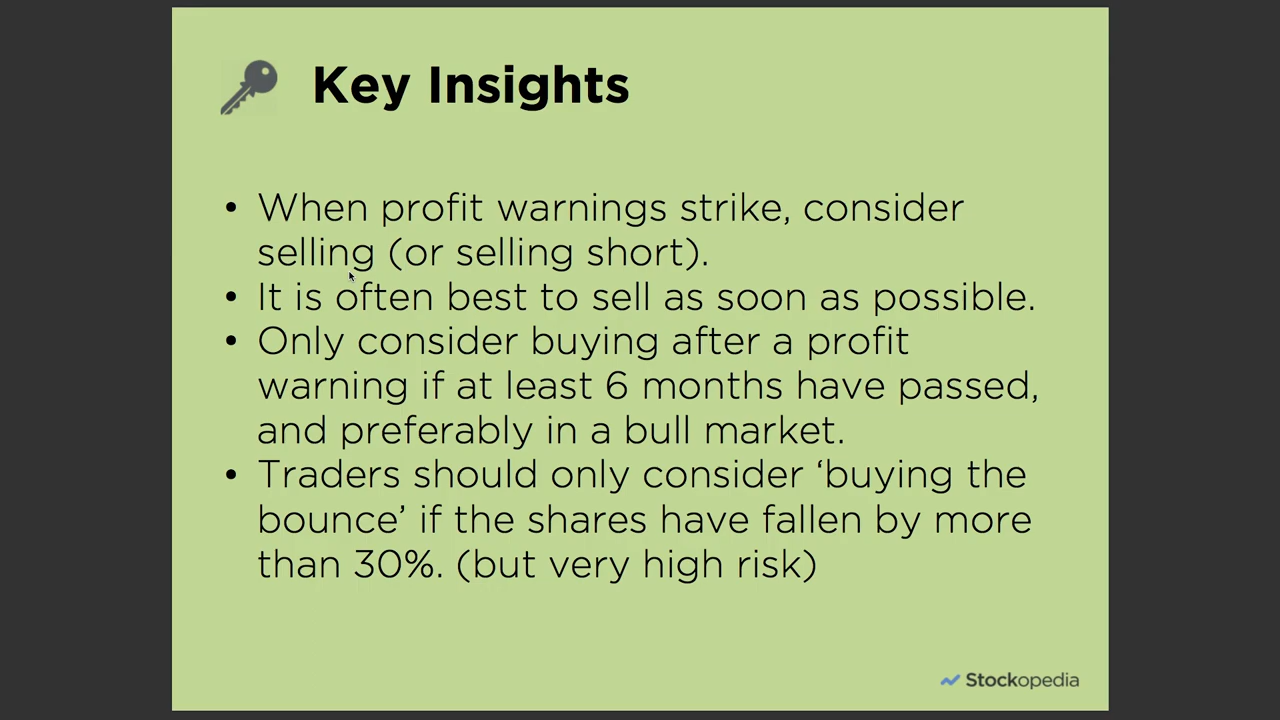 Key Insights
• When profit warnings strike, consider
selling (or selling short).
• It is often best to sell as soon as possible.
• Only consider buying after a profit
warning if at least 6 months have passed,
and preferably in a bull market.
• Traders should only consider ‘buying the
bounce’ if the shares have fallen by more
than 30%. (but very high risk)
Stockopedia